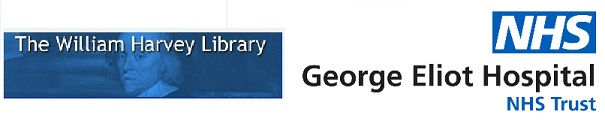 The William Harvey Library
NHS
George Eliot Hospital
NHS Trust